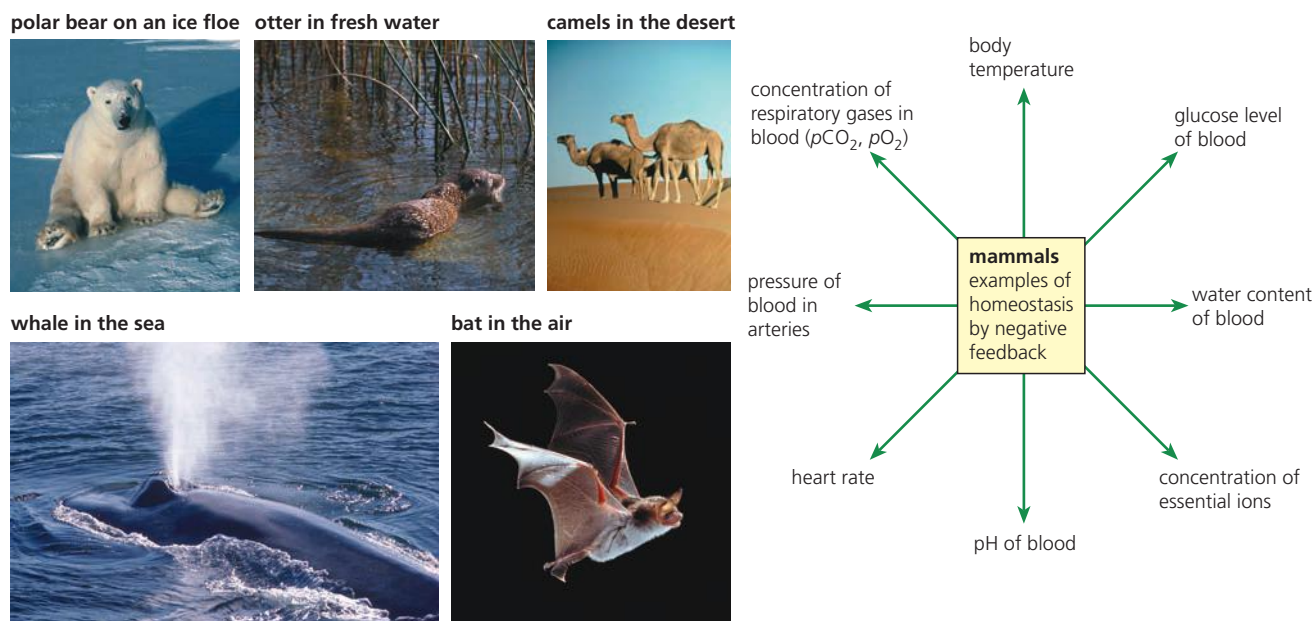 polar bear on an ice floe
otter in fresh water
camels in the desert
whale in the sea
bat in the air
body
temperature
concentration of
respiratory gases in
blood (pCO₂, pO₂)
glucose level
of blood
pressure of
blood in
arteries
mammals
examples of
homeostasis
by negative
feedback
water content
of blood
heart rate
pH of blood
concentration of
essential ions